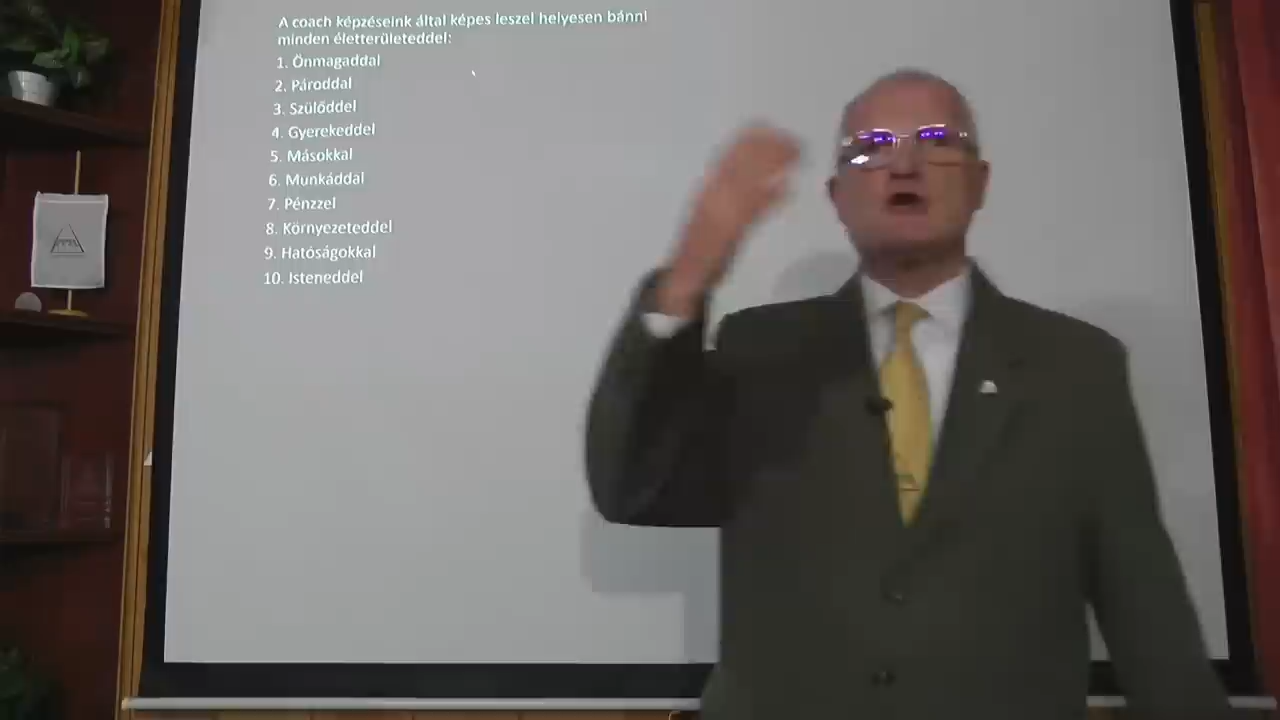 A coach képzéseink által képes leszel helyesen bánni
minden életterületeddel:
1. Önmagaddal
2. Pároddal
3. Szülőddel
4. Gyerekeddel
5. Másokkal
6. Munkáddal
7. Pénzzel
8. Környezeteddel
9. Hatóságokkal
10. Isteneddel